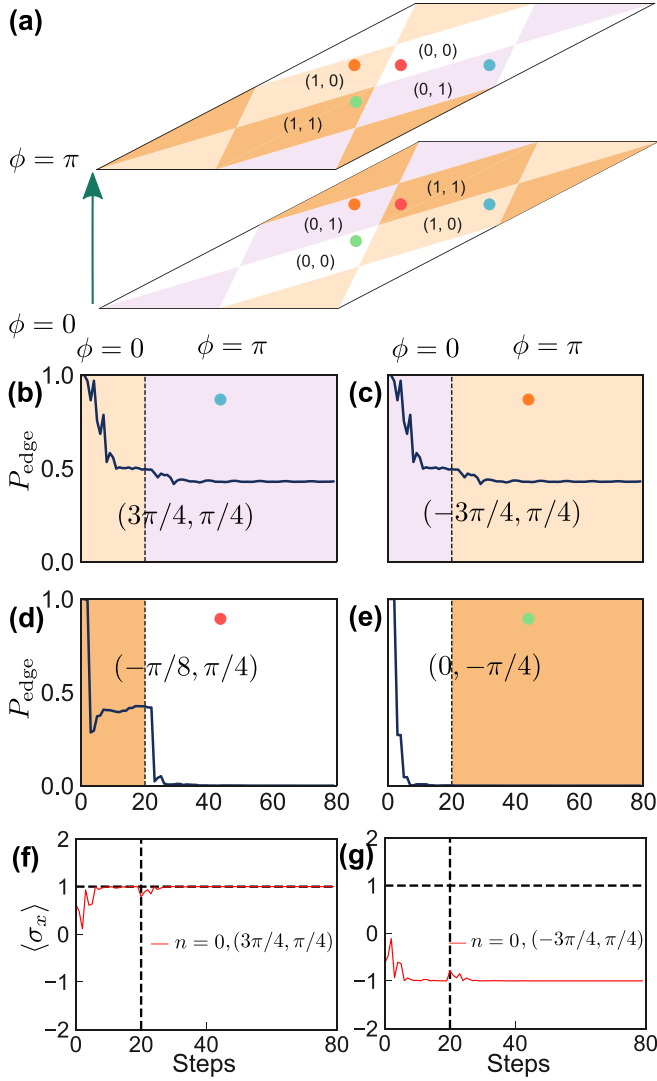 (a)
(0, 0)
(1, 0)
(0, 1)
(1, 1)
ϕ = π
(1, 1)
(0, 1)
(1, 0)
(0, 0)
ϕ = 0
ϕ = 0 ϕ = π ϕ = 0 ϕ = π
(b) (c)
1.0
0.5
0.0
P_edge
(3π/4, π/4) (−3π/4, π/4)
(d) (e)
1.0
0.5
0.0
P_edge
(−π/8, π/4) (0, −π/4)
0 20 40 60 80 0 20 40 60 80
(f) (g)
2 2
1 1
0 0
−1 −1
−2 −2
⟨σ_x⟩
n = 0, (3π/4, π/4) n = 0, (−3π/4, π/4)
0 40 80 0 40 80
Steps Steps